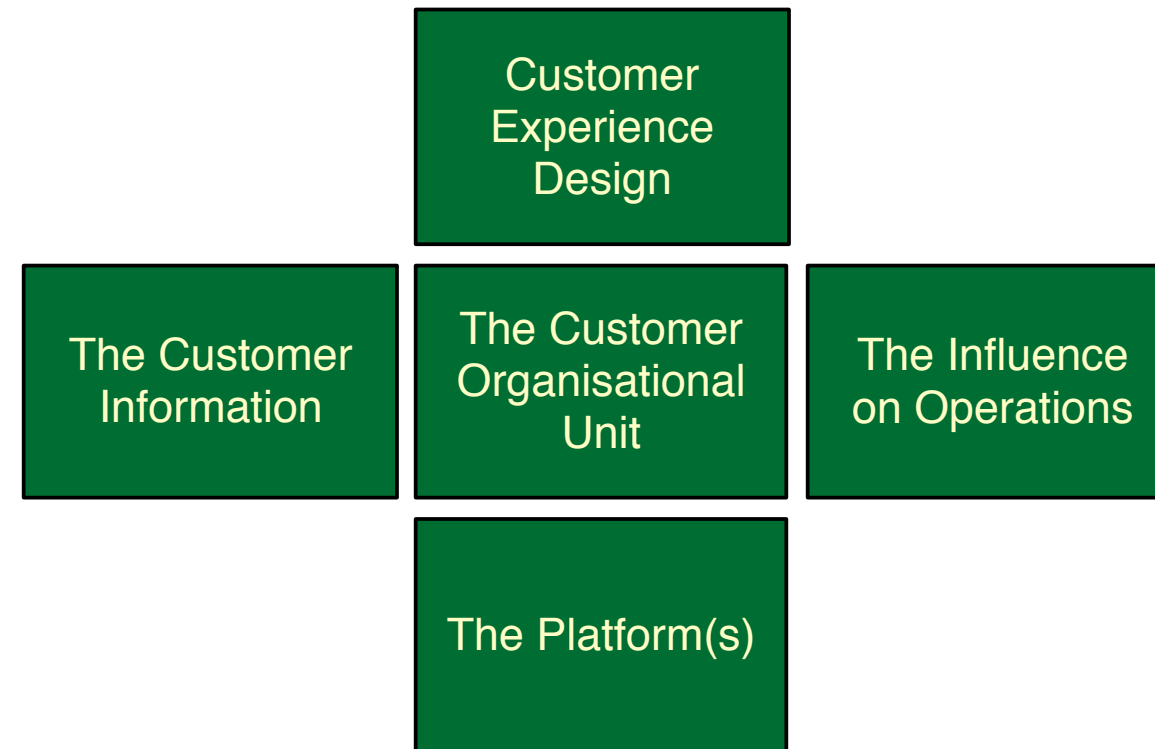 Customer
Experience
Design
The Customer
Information
The Customer
Organisational
Unit
The Influence
on Operations
The Platform(s)